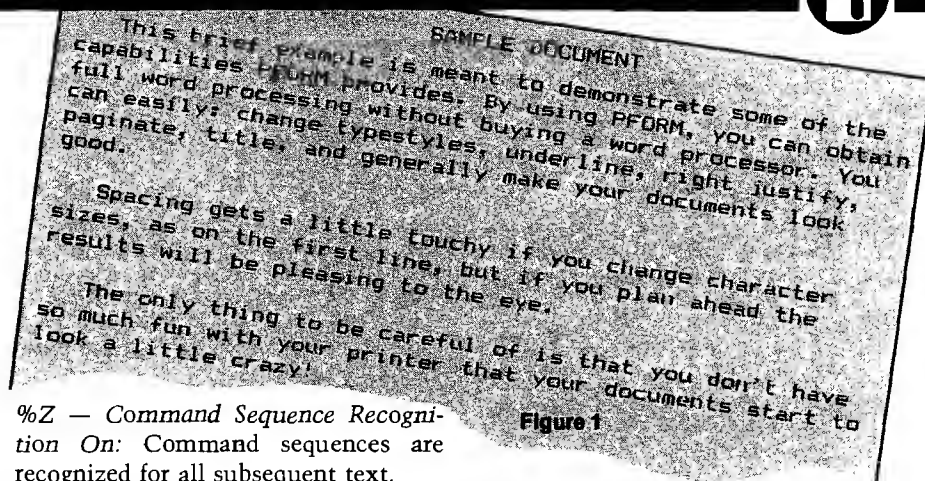 SAMPLE DOCUMENT
This brief example is meant to demonstrate some of the
capabilities PFORM provides. By using PFORM, you can obtain
full word processing without buying a word processor. You
can easily: change typestyles, underline, right justify,
paginate, title, and generally make your documents look
good.
Spacing gets a little touchy if you change character
sizes, as on the first line, but if you plan ahead the
results will be pleasing to the eye.
The only thing to be careful of is that you don't have
so much fun with your printer that your documents start to
look a little crazy!
Figure 1
%Z — Command Sequence Recogni-
tion On: Command sequences are
recognized for all subsequent text.